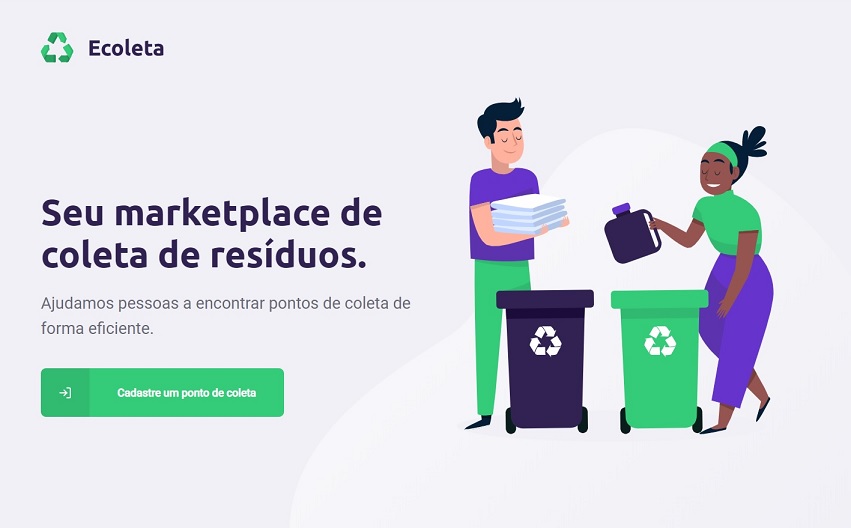 Ecoleta
Seu marketplace de
coleta de resíduos.
Ajudamos pessoas a encontrar pontos de coleta de
forma eficiente.
Cadastre um ponto de coleta